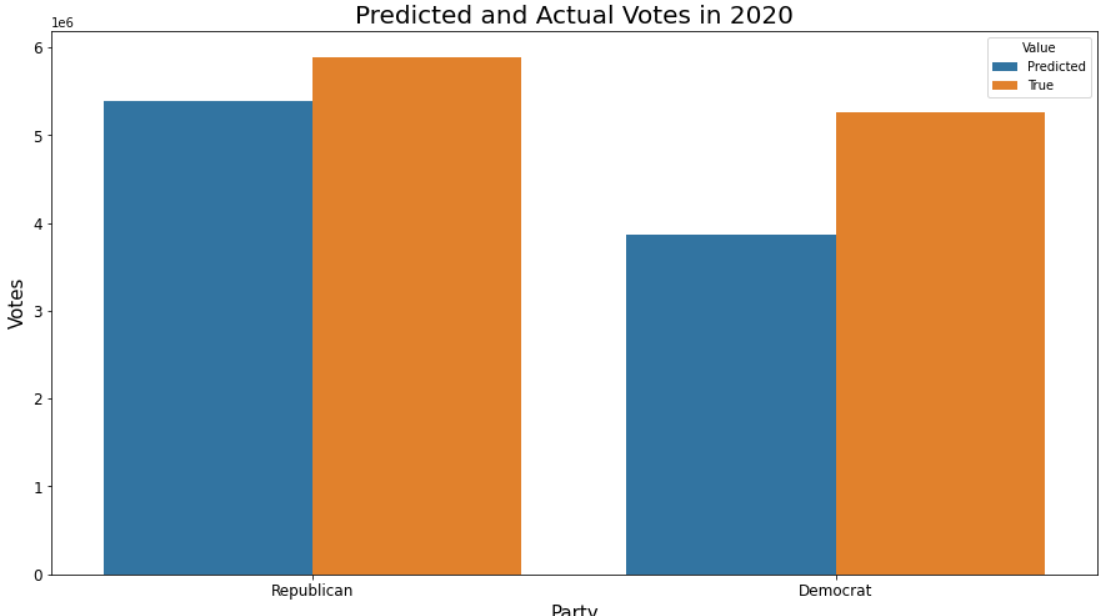 Predicted and Actual Votes in 2020
1e6
Value
Predicted
True
6
5
4
3
2
1
0
Votes
Republican
Democrat
Party